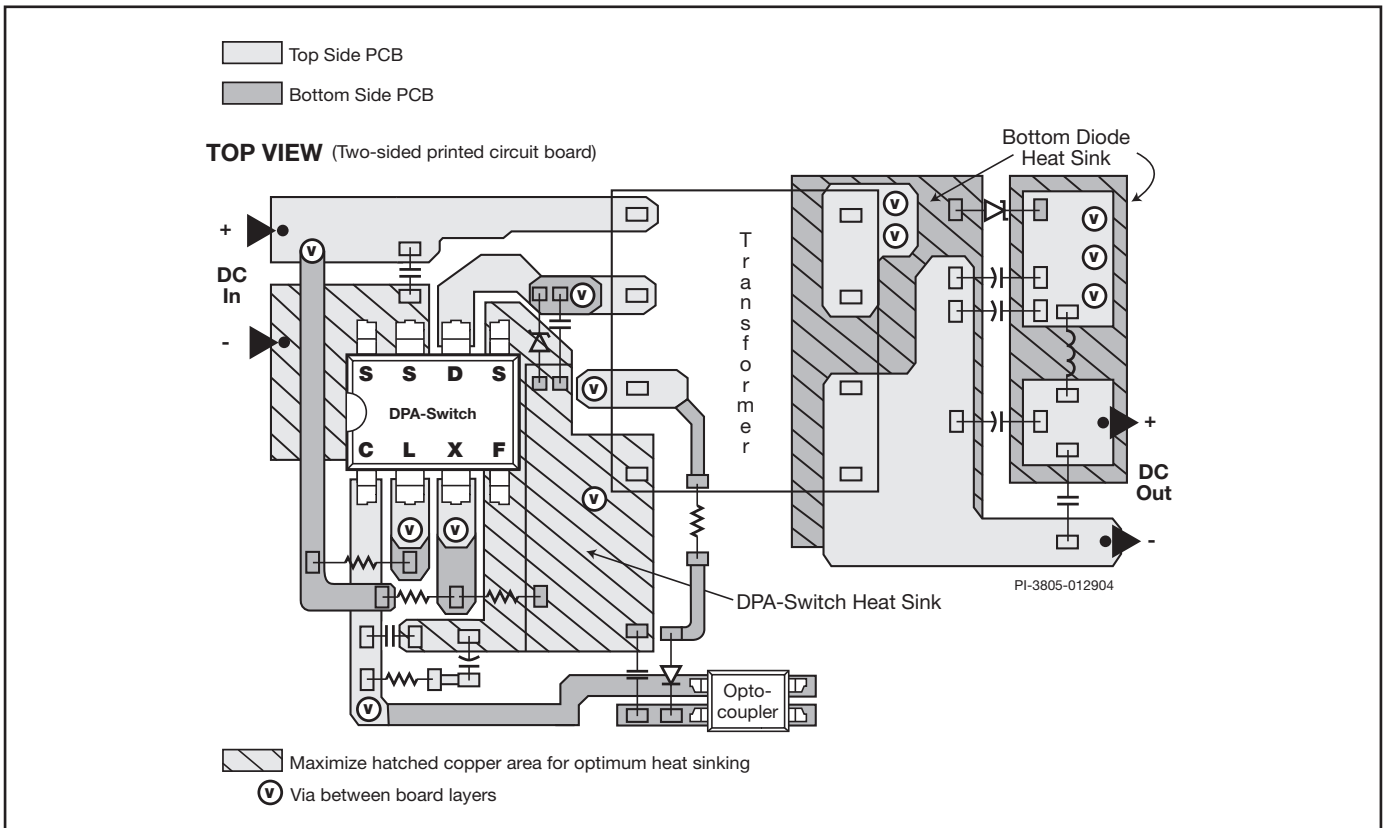 Top Side PCB
Bottom Side PCB
TOP VIEW (Two-sided printed circuit board)
Bottom Diode
Heat Sink
+
DC
In
-
V
V
V
V
V
V
V
V
V
V
V
V
S S D S
DPA-Switch
C L X F
Transformer
+
DC
Out
-
PI-3805-012904
DPA-Switch Heat Sink
Opto-
coupler
Maximize hatched copper area for optimum heat sinking
V Via between board layers